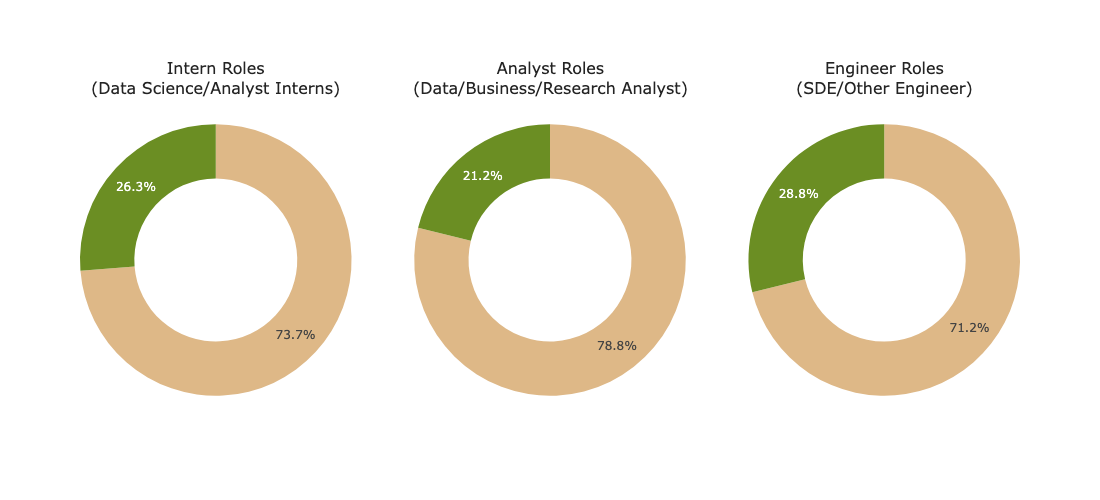 Intern Roles
(Data Science/Analyst Interns)
26.3%
73.7%
Analyst Roles
(Data/Business/Research Analyst)
21.2%
78.8%
Engineer Roles
(SDE/Other Engineer)
28.8%
71.2%